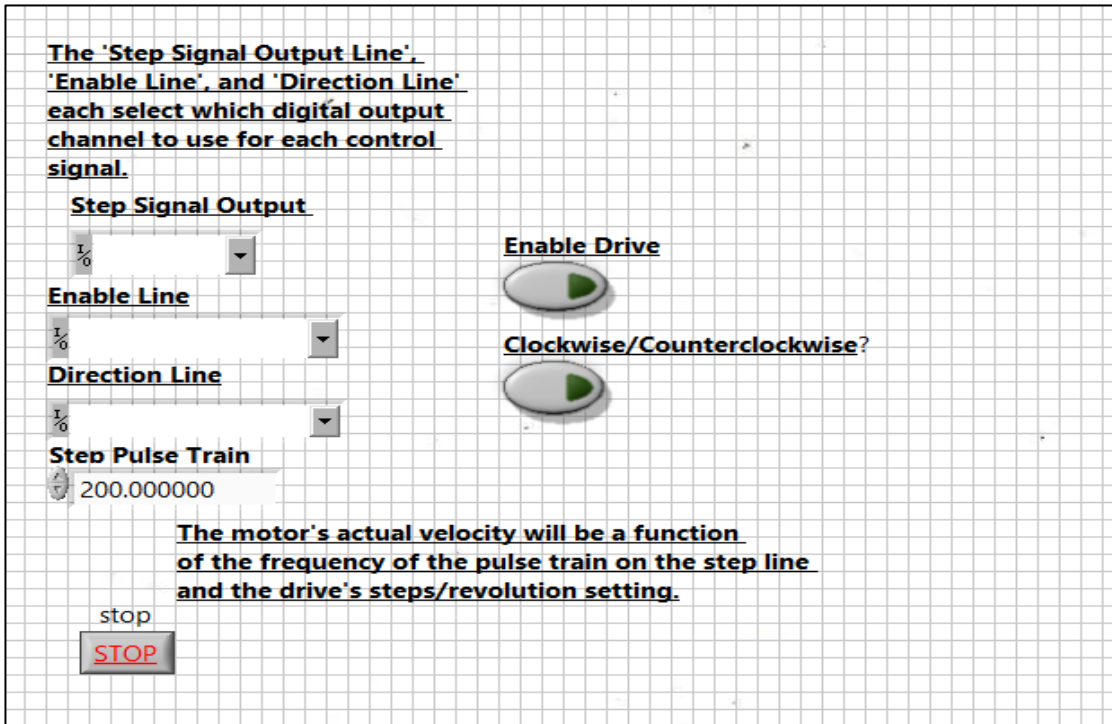 The 'Step Signal Output Line',
'Enable Line', and 'Direction Line'
each select which digital output
channel to use for each control
signal.
Step Signal Output
I/O
Enable Line
I/O
Direction Line
I/O
Step Pulse Train
200.000000
Enable Drive
Clockwise/Counterclockwise?
The motor's actual velocity will be a function
of the frequency of the pulse train on the step line
and the drive's steps/revolution setting.
stop
STOP